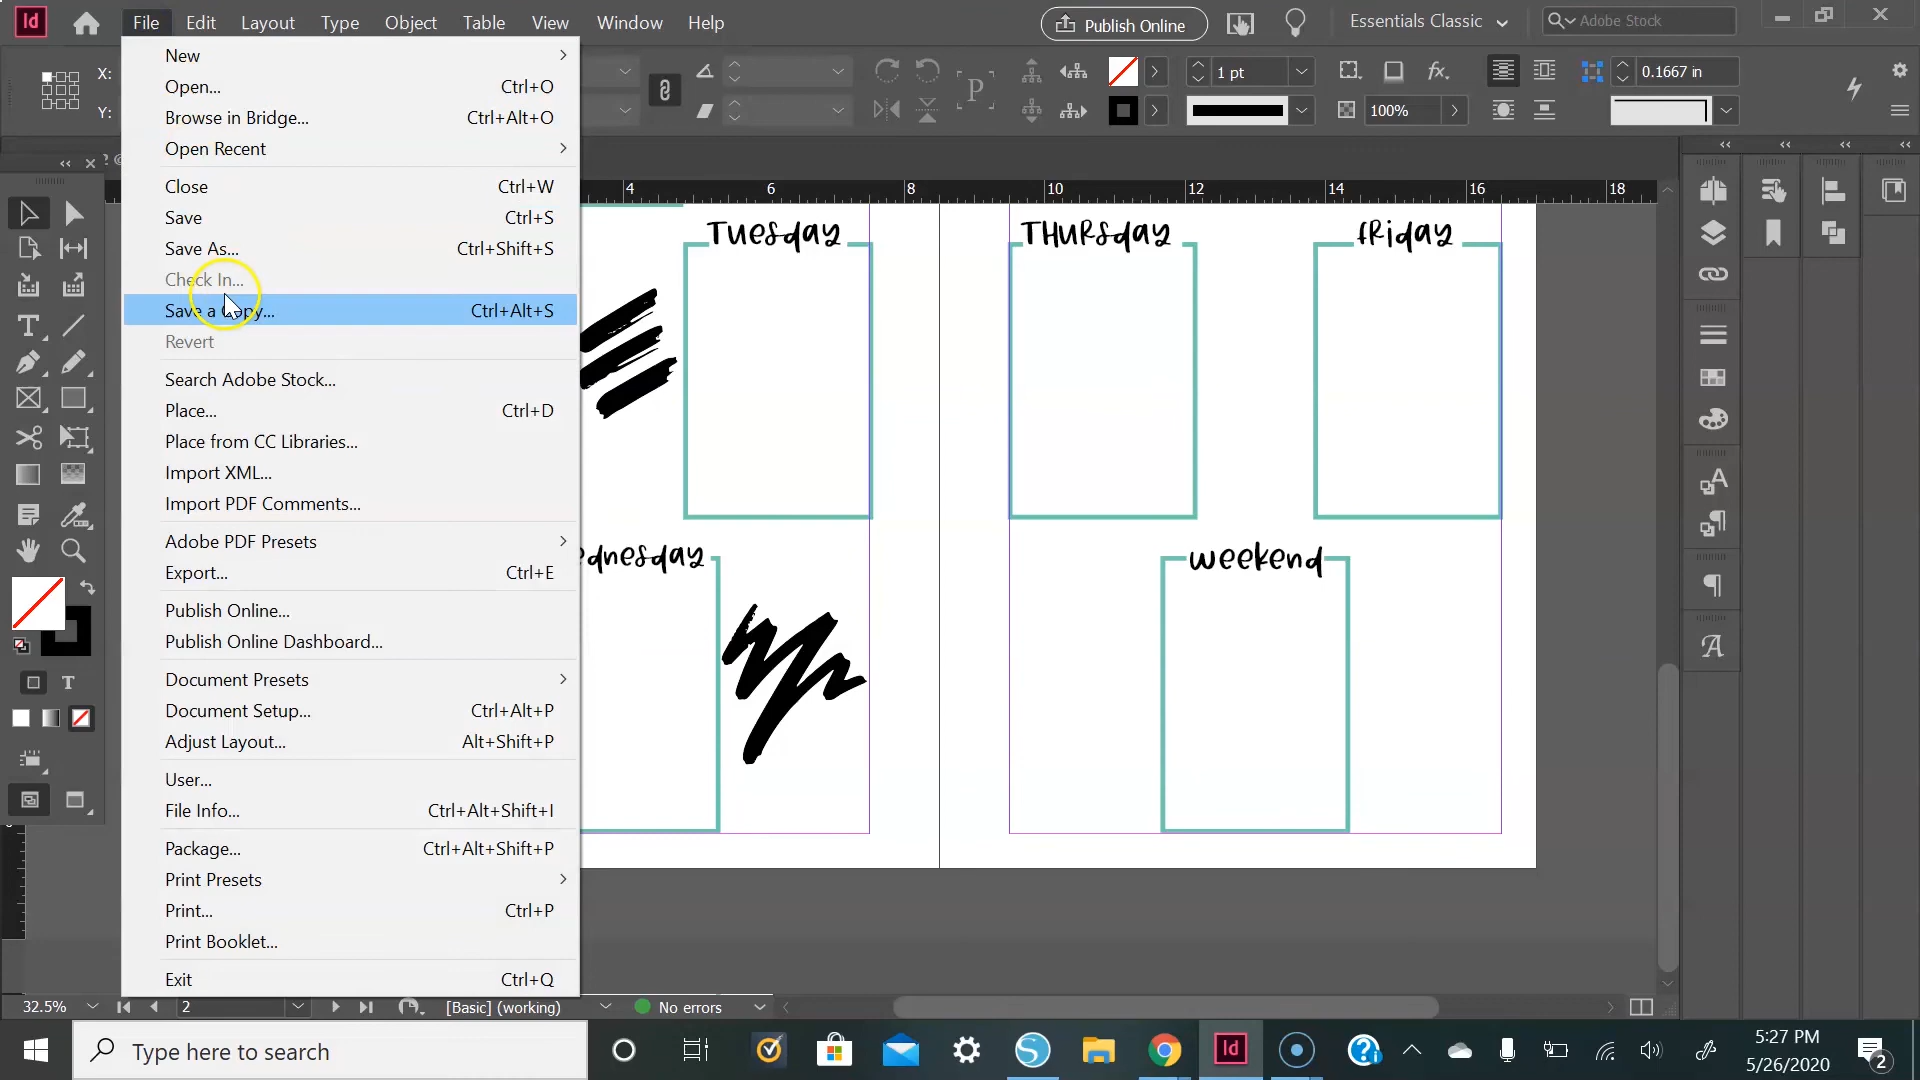 Id File Edit Layout Type Object Table View Window Help Publish Online Essentials Classic Adobe Stock
X: 1 pt fx 0.1667 in
Y: P 100%
New
Open... Ctrl+O
Browse in Bridge... Ctrl+Alt+O
Open Recent
Close Ctrl+W
Save Ctrl+S
Save As... Ctrl+Shift+S
Check In...
Save a Copy... Ctrl+Alt+S
Revert
Search Adobe Stock...
Place... Ctrl+D
Place from CC Libraries...
Import XML...
Import PDF Comments...
Adobe PDF Presets
Export... Ctrl+E
Publish Online...
Publish Online Dashboard...
Document Presets
Document Setup... Ctrl+Alt+P
Adjust Layout... Alt+Shift+P
User...
File Info... Ctrl+Alt+Shift+I
Package... Ctrl+Alt+Shift+P
Print Presets
Print... Ctrl+P
Print Booklet...
Exit Ctrl+Q
4 6 8 10 12 14 16 18
Tuesday THURSday fRiday
ednesday weekend
T
T
A
A
32.5% 2 [Basic] (working) No errors
Type here to search Id 5:27 PM
5/26/2020 2